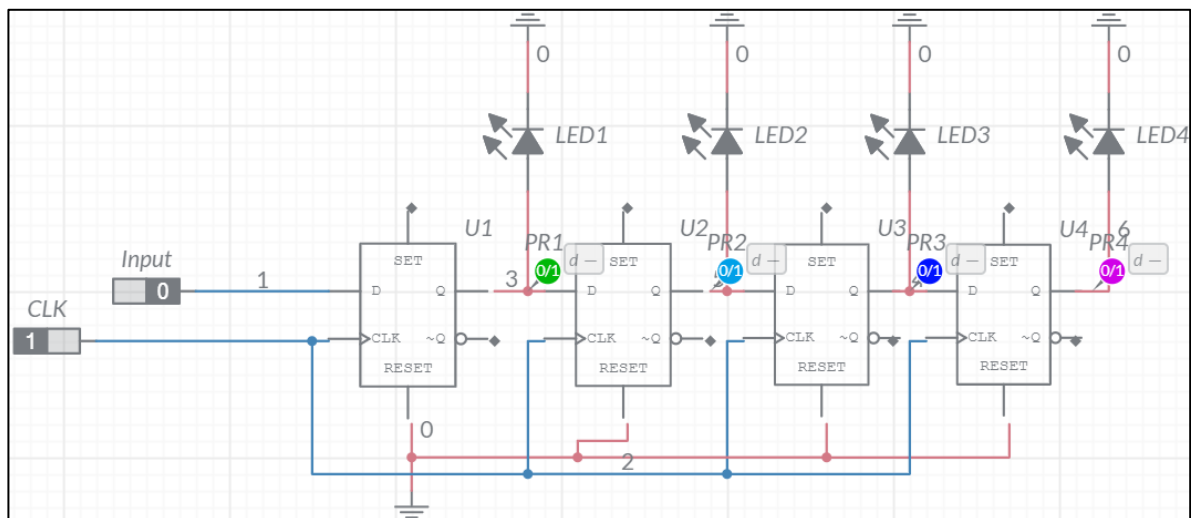 0 0 0 0
LED1 LED2 LED3 LED4
U1 U2 U3 U4 6
PR1 PR2 PR3 PR4
Input
SET SET SET SET
d – d – d – d –
0 1 3 0/1 0/1 0/1 0/1
D Q D Q D Q D Q
CLK
1
CLK ~Q CLK ~Q CLK ~Q CLK ~Q
RESET RESET RESET RESET
0
2